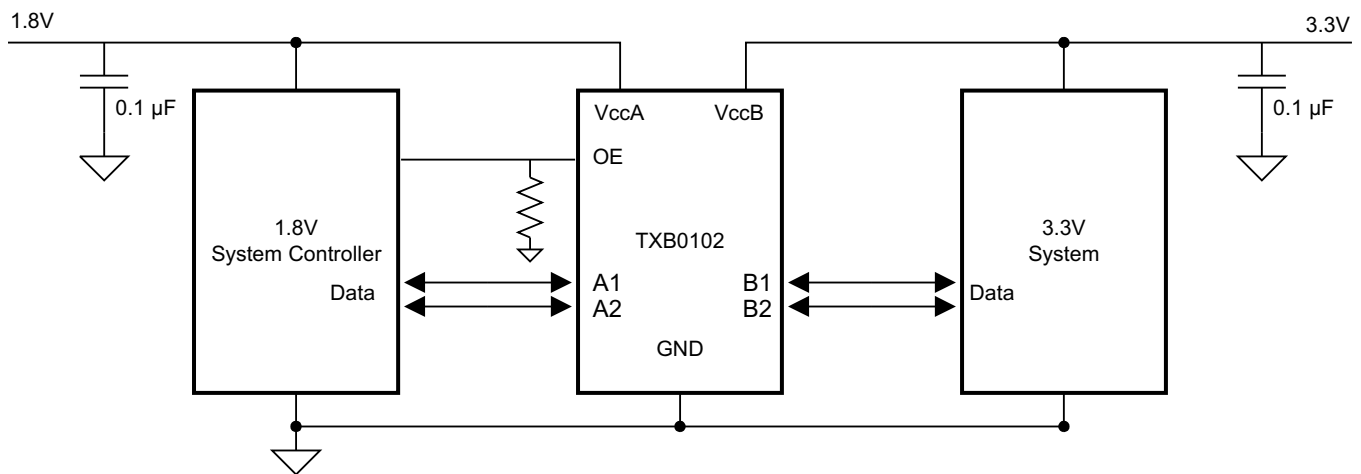 1.8V
3.3V
0.1 µF
VccA
VccB
0.1 µF
OE
1.8V
System Controller
TXB0102
3.3V
System
Data
A1
B1
Data
A2
B2
GND